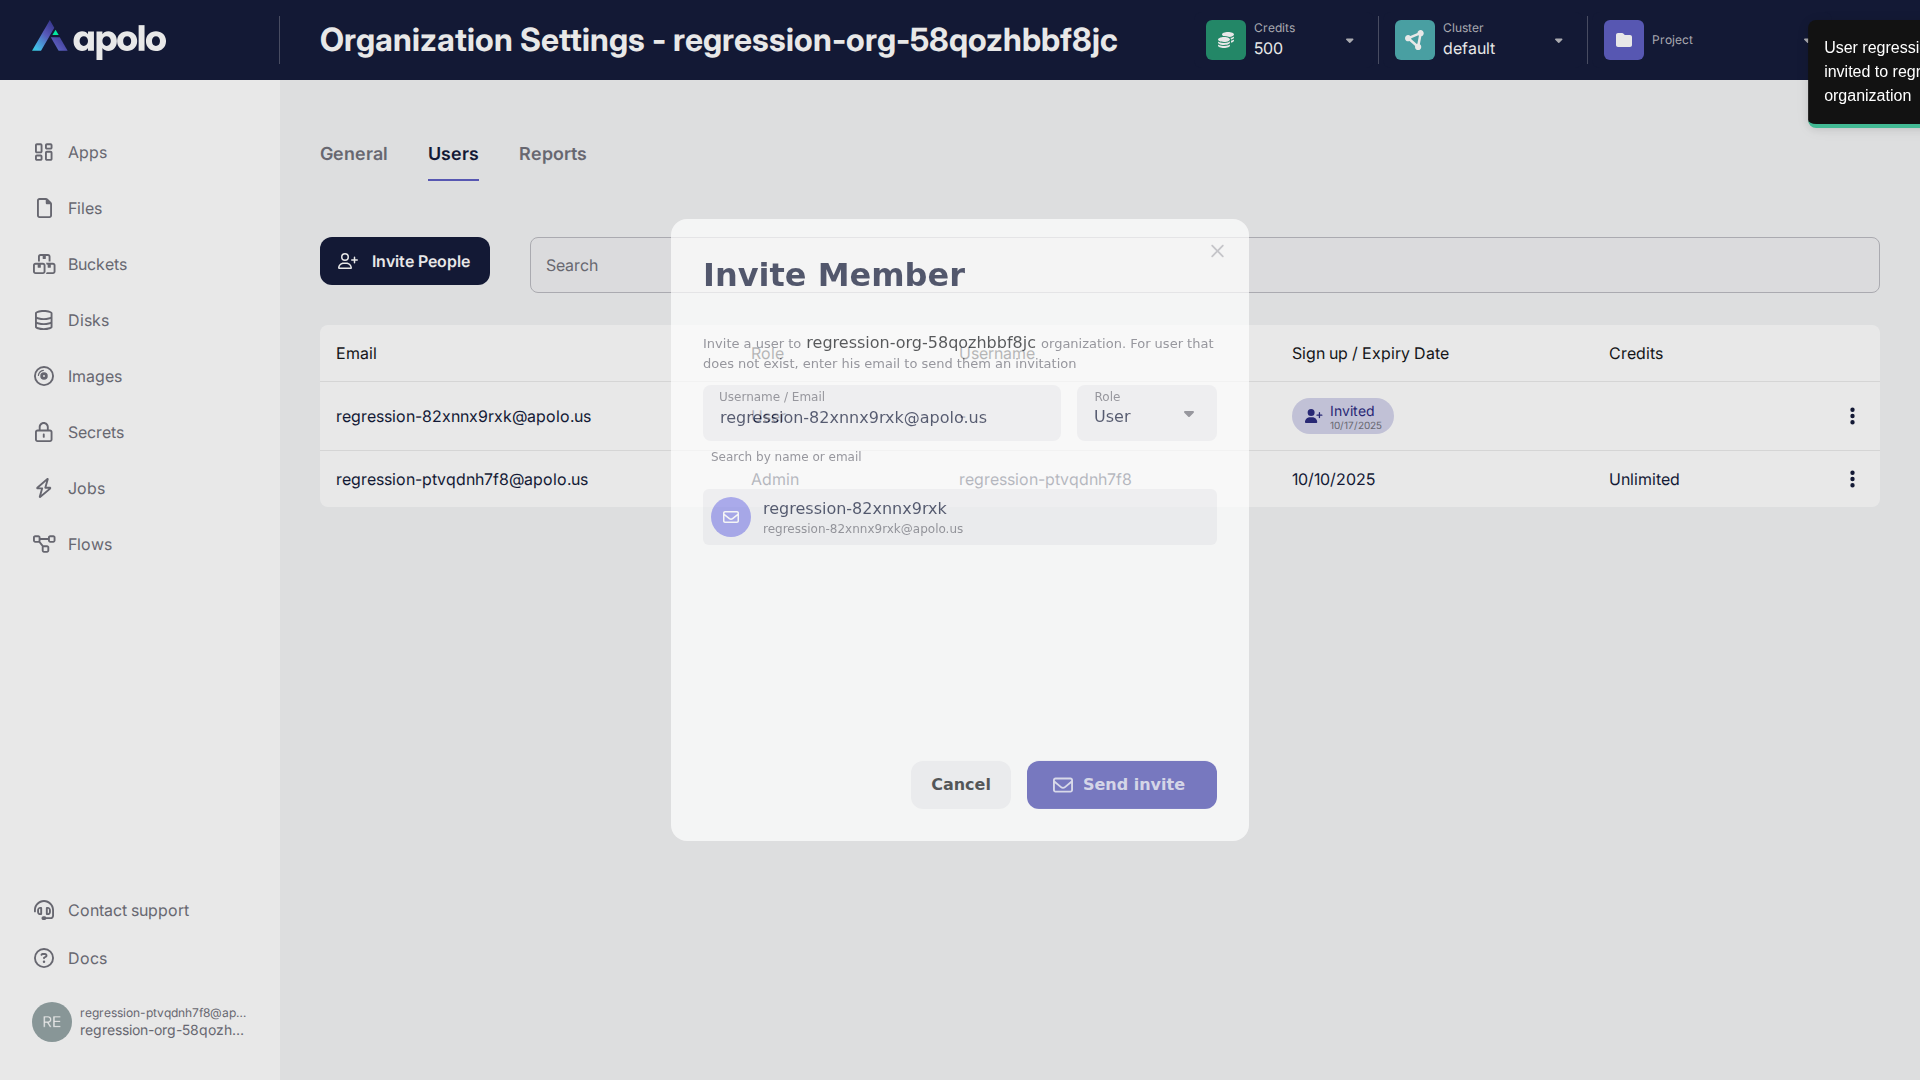 apolo
Organization Settings - regression-org-58qozhbbf8jc
Credits
500
Cluster
default
Project
User regressi
invited to regr
organization
Apps
Files
Buckets
Disks
Images
Secrets
Jobs
Flows
Contact support
Docs
RE
regression-ptvqdnh7f8@ap...
regression-org-58qozh...
General
Users
Reports
Invite People
Search
Email
Role
Username
Sign up / Expiry Date
Credits
regression-82xnnx9rxk@apolo.us
User
-
Invited
10/17/2025
regression-ptvqdnh7f8@apolo.us
Admin
regression-ptvqdnh7f8
10/10/2025
Unlimited
Invite Member
Invite a user to regression-org-58qozhbbf8jc organization. For user that
does not exist, enter his email to send them an invitation
Username / Email
regression-82xnnx9rxk@apolo.us
Role
User
Search by name or email
regression-82xnnx9rxk
regression-82xnnx9rxk@apolo.us
Cancel
Send invite